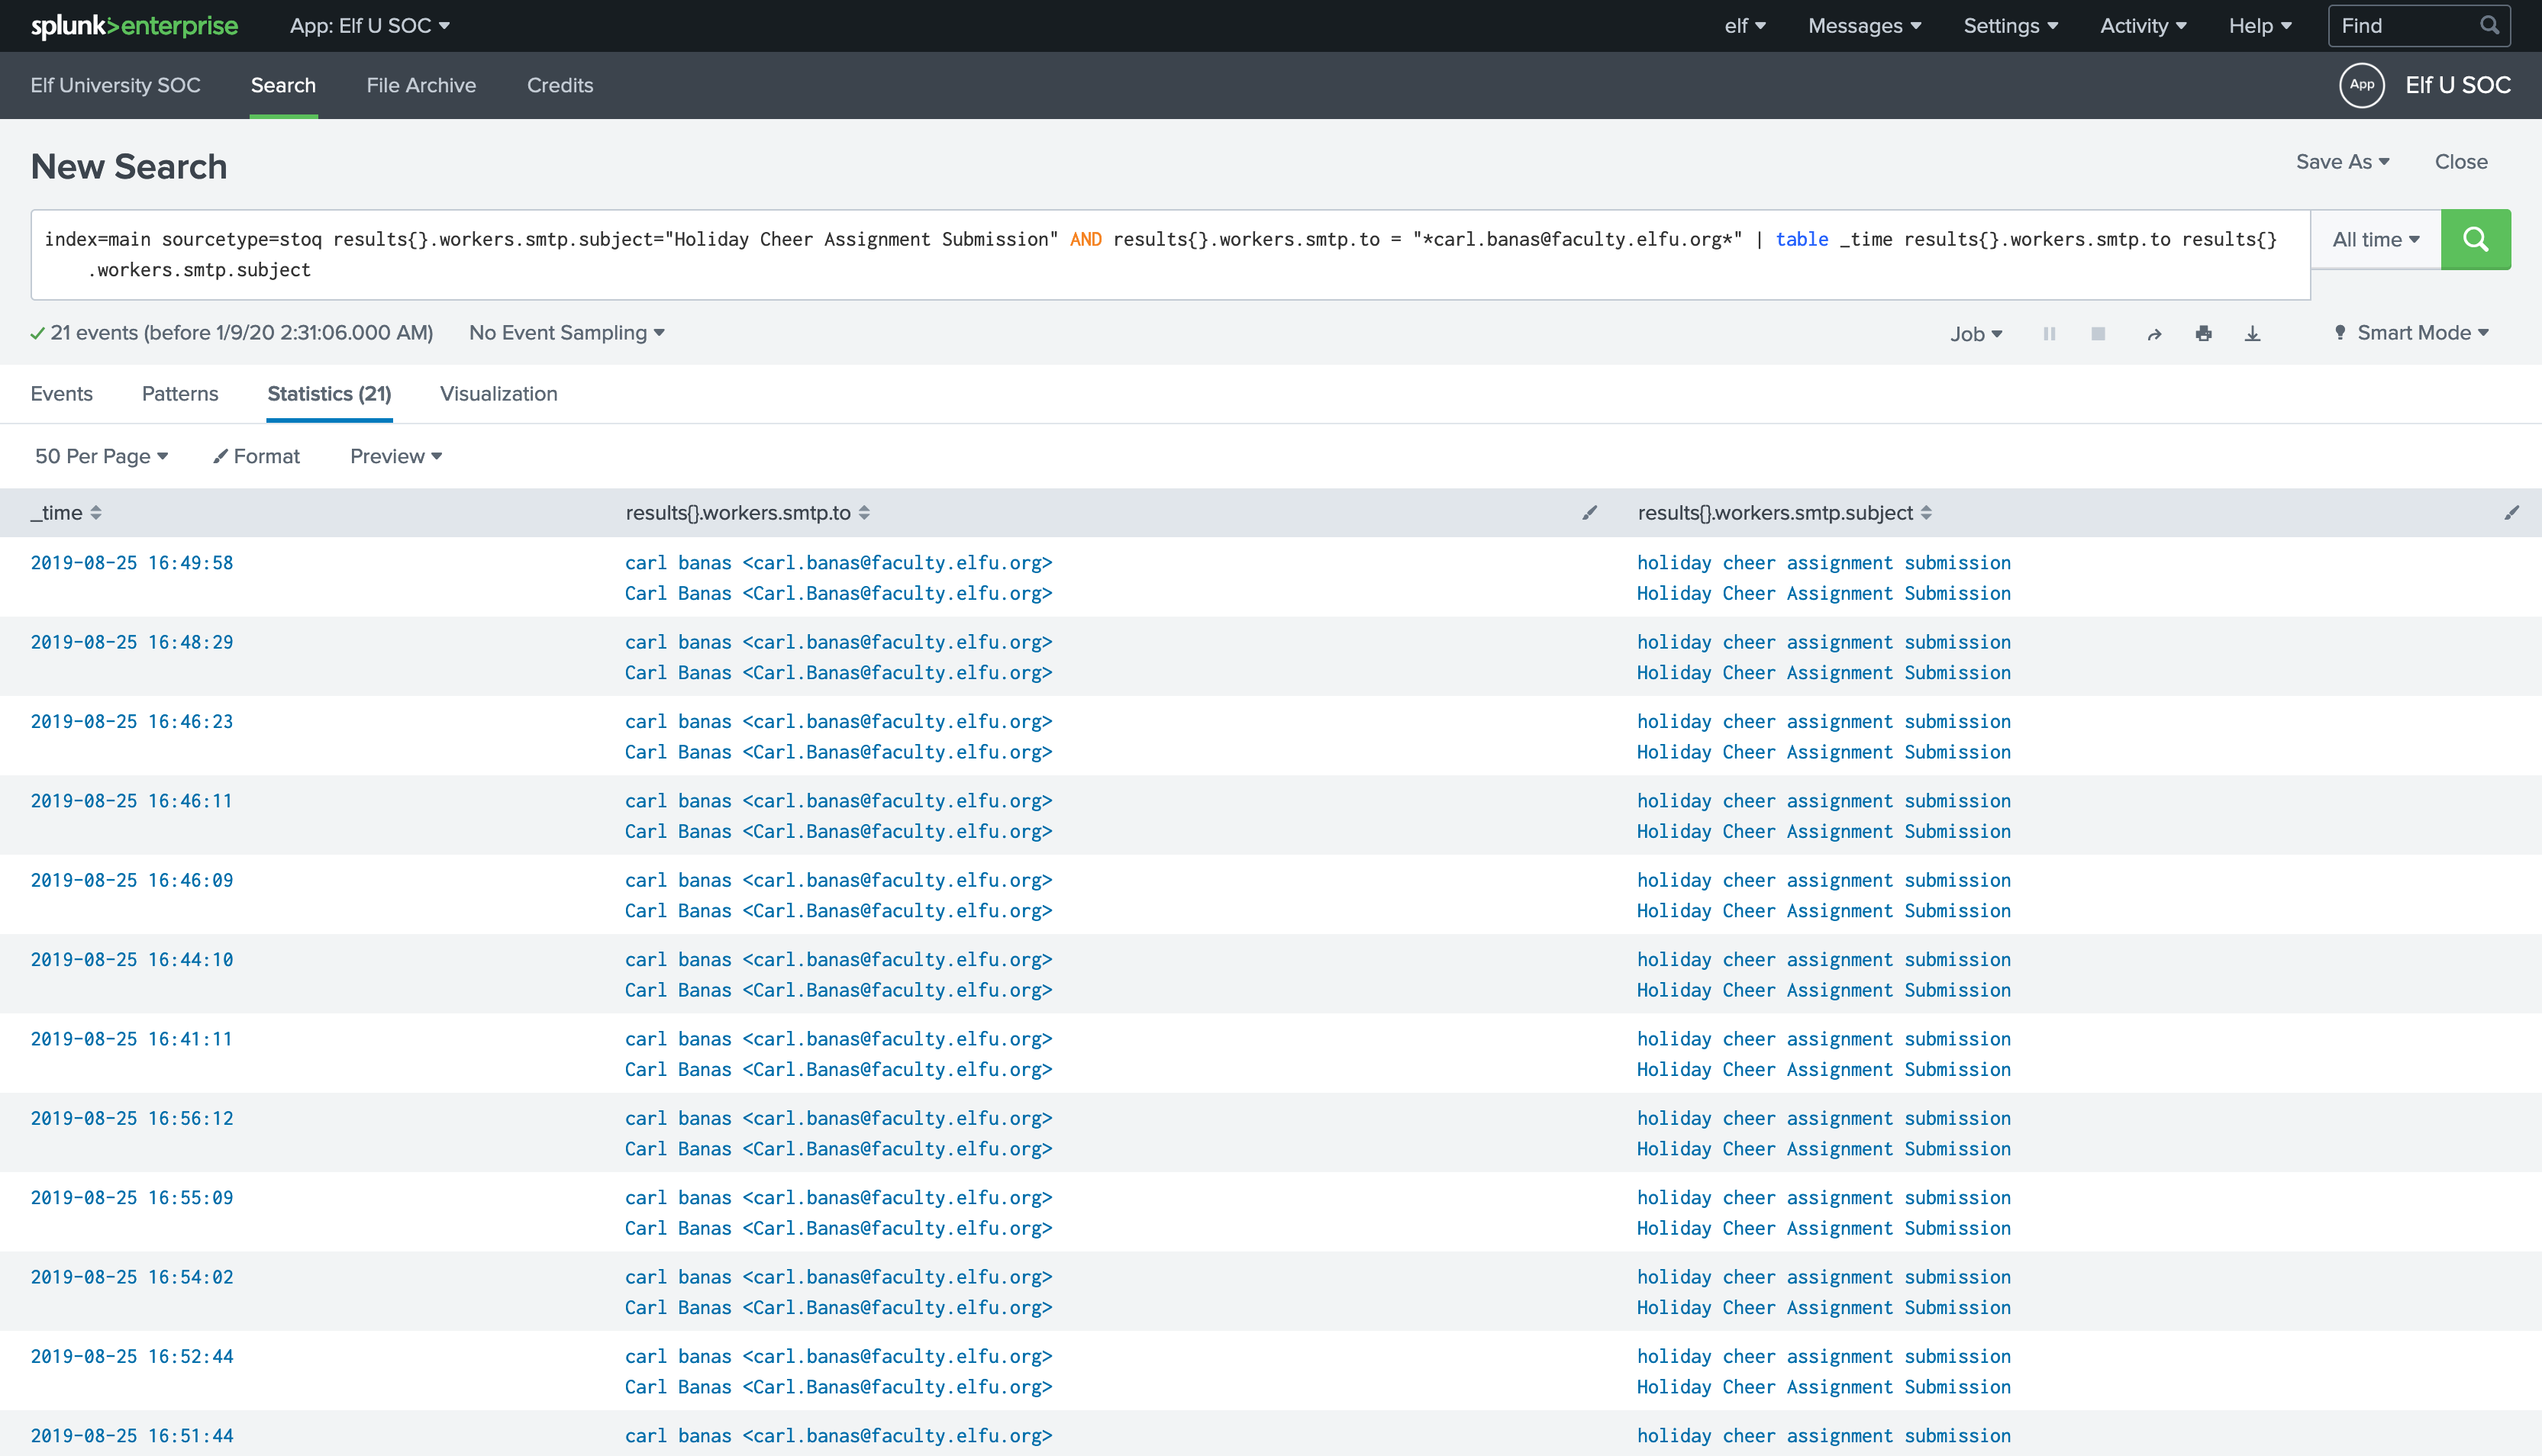 splunk>enterprise App: Elf U SOC elf Messages Settings Activity Help Find
Elf University SOC Search File Archive Credits App Elf U SOC
New Search Save As Close
index=main sourcetype=stoq results{}.workers.smtp.subject="Holiday Cheer Assignment Submission" AND results{}.workers.smtp.to = "*carl.banas@faculty.elfu.org*" | table _time results{}.workers.smtp.to results{}
.workers.smtp.subject
All time
21 events (before 1/9/20 2:31:06.000 AM) No Event Sampling Job Smart Mode
Events Patterns Statistics (21) Visualization
50 Per Page Format Preview
_time results{}.workers.smtp.to results{}.workers.smtp.subject
2019-08-25 16:49:58 carl banas <carl.banas@faculty.elfu.org> holiday cheer assignment submission
Carl Banas <Carl.Banas@faculty.elfu.org> Holiday Cheer Assignment Submission
2019-08-25 16:48:29 carl banas <carl.banas@faculty.elfu.org> holiday cheer assignment submission
Carl Banas <Carl.Banas@faculty.elfu.org> Holiday Cheer Assignment Submission
2019-08-25 16:46:23 carl banas <carl.banas@faculty.elfu.org> holiday cheer assignment submission
Carl Banas <Carl.Banas@faculty.elfu.org> Holiday Cheer Assignment Submission
2019-08-25 16:46:11 carl banas <carl.banas@faculty.elfu.org> holiday cheer assignment submission
Carl Banas <Carl.Banas@faculty.elfu.org> Holiday Cheer Assignment Submission
2019-08-25 16:46:09 carl banas <carl.banas@faculty.elfu.org> holiday cheer assignment submission
Carl Banas <Carl.Banas@faculty.elfu.org> Holiday Cheer Assignment Submission
2019-08-25 16:44:10 carl banas <carl.banas@faculty.elfu.org> holiday cheer assignment submission
Carl Banas <Carl.Banas@faculty.elfu.org> Holiday Cheer Assignment Submission
2019-08-25 16:41:11 carl banas <carl.banas@faculty.elfu.org> holiday cheer assignment submission
Carl Banas <Carl.Banas@faculty.elfu.org> Holiday Cheer Assignment Submission
2019-08-25 16:56:12 carl banas <carl.banas@faculty.elfu.org> holiday cheer assignment submission
Carl Banas <Carl.Banas@faculty.elfu.org> Holiday Cheer Assignment Submission
2019-08-25 16:55:09 carl banas <carl.banas@faculty.elfu.org> holiday cheer assignment submission
Carl Banas <Carl.Banas@faculty.elfu.org> Holiday Cheer Assignment Submission
2019-08-25 16:54:02 carl banas <carl.banas@faculty.elfu.org> holiday cheer assignment submission
Carl Banas <Carl.Banas@faculty.elfu.org> Holiday Cheer Assignment Submission
2019-08-25 16:52:44 carl banas <carl.banas@faculty.elfu.org> holiday cheer assignment submission
Carl Banas <Carl.Banas@faculty.elfu.org> Holiday Cheer Assignment Submission
2019-08-25 16:51:44 carl banas <carl.banas@faculty.elfu.org> holiday cheer assignment submission